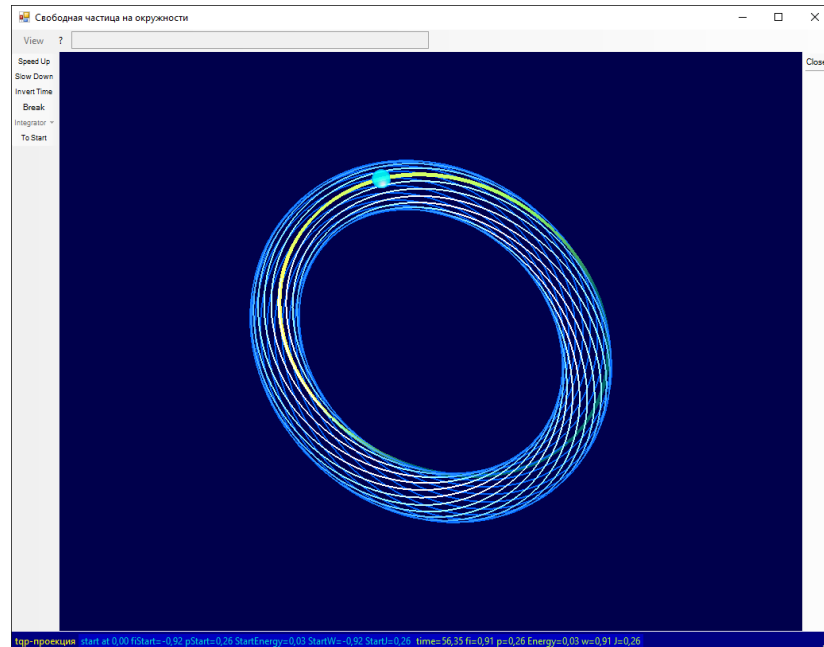 Свободная частица на окружности
View ?
Speed Up
Close
Slow Down
Invert Time
Break
Integrator
To Start
tqp-проекция start at 0,00 fiStart=-0,92 pStart=0,26 StartEnergy=0,03 StartW=-0,92 StartJ=0,26 time=56,35 fi=0,91 p=0,26 Energy=0,03 w=0,91 J=0,26